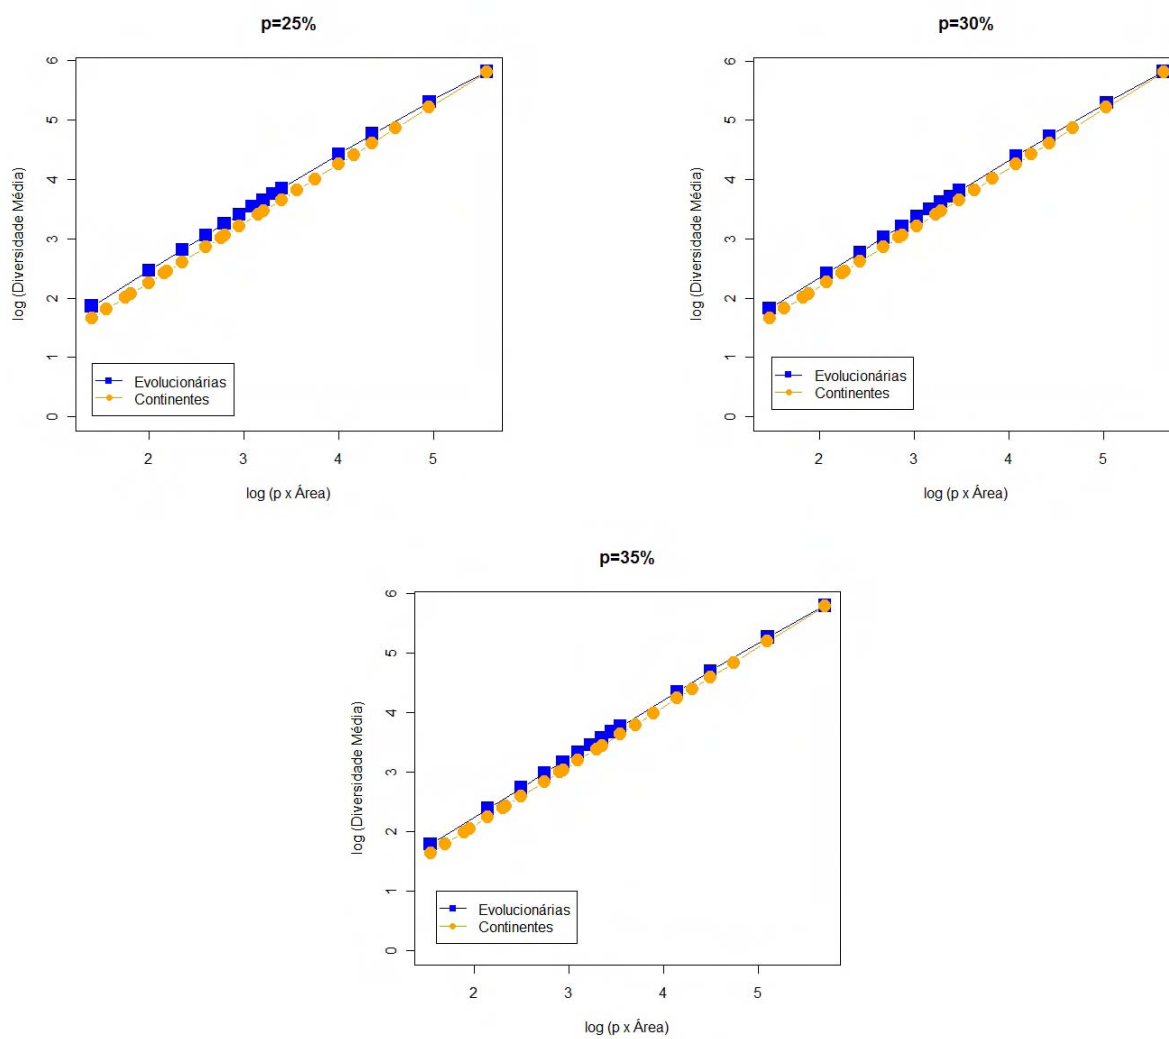 p=25%
log (Diversidade Média)
6
5
4
3
2
1
0
Evolucionárias
Continentes
2 3 4 5
log (p x Área)
p=30%
log (Diversidade Média)
6
5
4
3
2
1
0
Evolucionárias
Continentes
2 3 4 5
log (p x Área)
p=35%
log (Diversidade Média)
6
5
4
3
2
1
0
Evolucionárias
Continentes
2 3 4 5
log (p x Área)